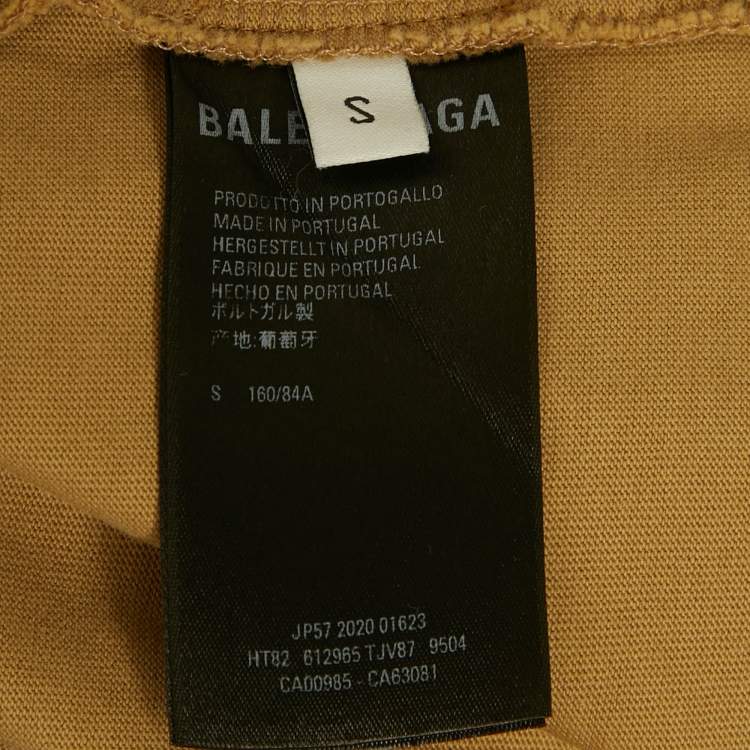 S
BALE AGA
PRODOTTO IN PORTOGALLO
MADE IN PORTUGAL
HERGESTELLT IN PORTUGAL
FABRIQUE EN PORTUGAL
HECHO EN PORTUGAL
ポルトガル製
产地:葡萄牙
S 160/84A
JP57 2020 01623
HT82 612965 TJV87 9504
CA00985 - CA63081